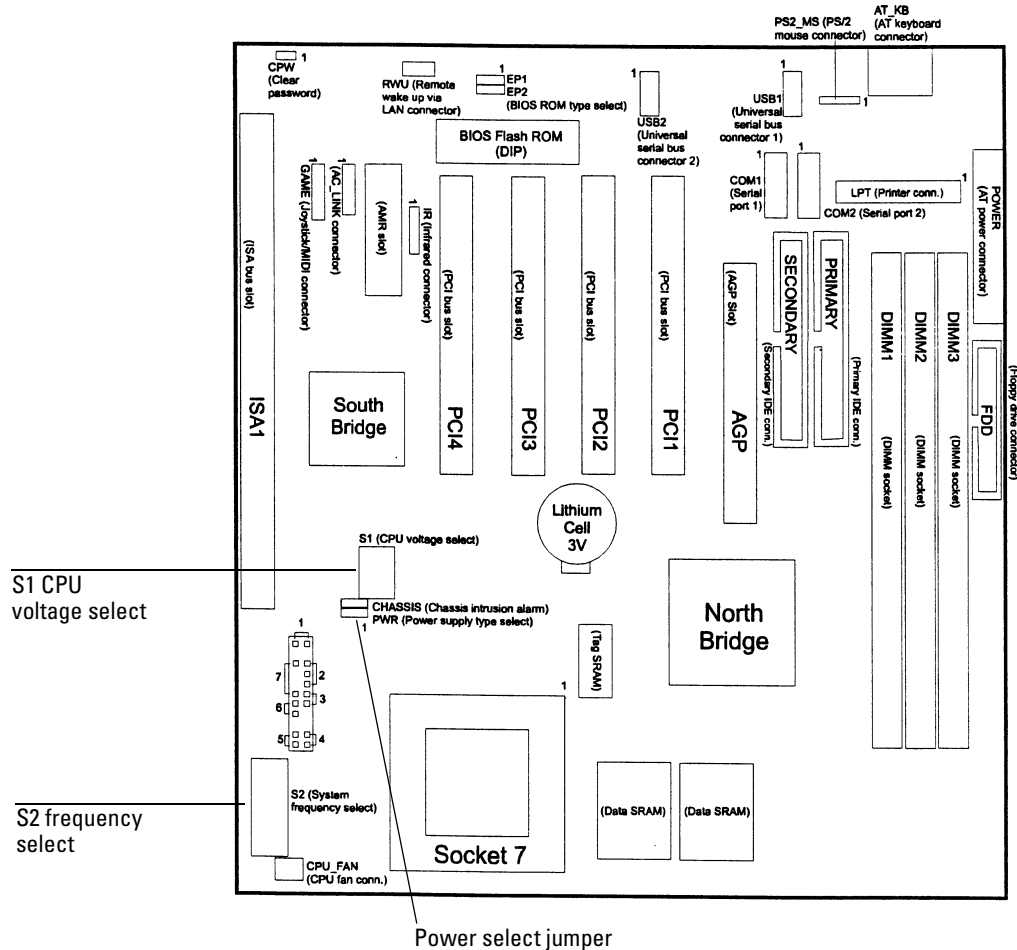 AT_KB
(AT keyboard
connector)
PS2_MS (PS/2
mouse connector)
1
CPW
(Clear
password)
RWU (Remote
wake up via
LAN connector)
1
EP1
EP2
(BIOS ROM type select)
1
USB2
(Universal
serial bus
connector 2)
1
USB1
(Universal
serial bus
connector 1)
1
BIOS Flash ROM
(DIP)
1
COM1
(Serial
port 1)
1
COM2 (Serial port 2)
1
LPT (Printer conn.)
POWER
(AT power connector)
(ISA bus slot)
ISA1
1
GAME (Joystick/MIDI connector)
1
(AC_LINK connector)
(AMR slot)
1
IR (Infrared connector)
(PCI bus slot)
PCI4
(PCI bus slot)
PCI3
(PCI bus slot)
PCI2
(PCI bus slot)
PCI1
(AGP Slot)
AGP
SECONDARY
(Secondary IDE conn.)
PRIMARY
(Primary IDE conn.)
DIMM1
(DIMM socket)
DIMM2
(DIMM socket)
DIMM3
(DIMM socket)
FDD
(Floppy drive connector)
South
Bridge
Lithium
Cell
3V
S1 (CPU voltage select)
S1 CPU
voltage select
CHASSIS (Chassis intrusion alarm)
PWR (Power supply type select)
1
North
Bridge
(Tag SRAM)
1
1
7
2
3
6
5
4
S2 (System
frequency select)
S2 frequency
select
CPU_FAN
(CPU fan conn.)
Socket 7
(Data SRAM)
(Data SRAM)
Power select jumper